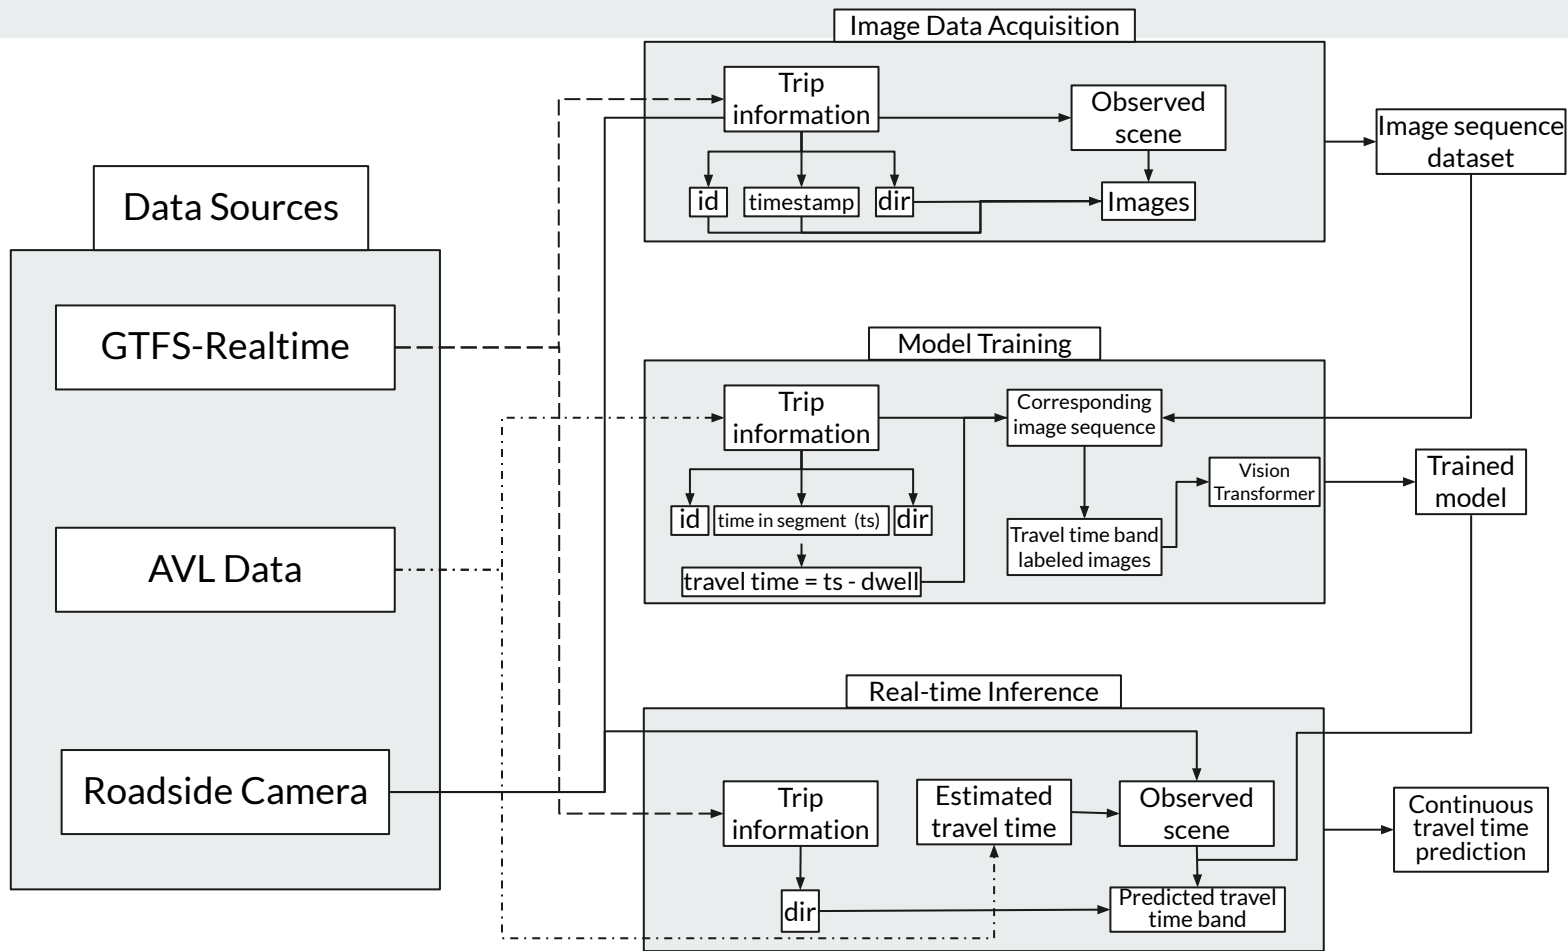 Data Sources
GTFS-Realtime
AVL Data
Roadside Camera
Image Data Acquisition
Trip
information
Observed
scene
id
timestamp
dir
Images
Image sequence
dataset
Model Training
Trip
information
Corresponding
image sequence
id
time in segment (ts)
dir
travel time = ts - dwell
Travel time band
labeled images
Vision
Transformer
Trained
model
Real-time Inference
Trip
information
Estimated
travel time
Observed
scene
dir
Predicted travel
time band
Continuous
travel time
prediction